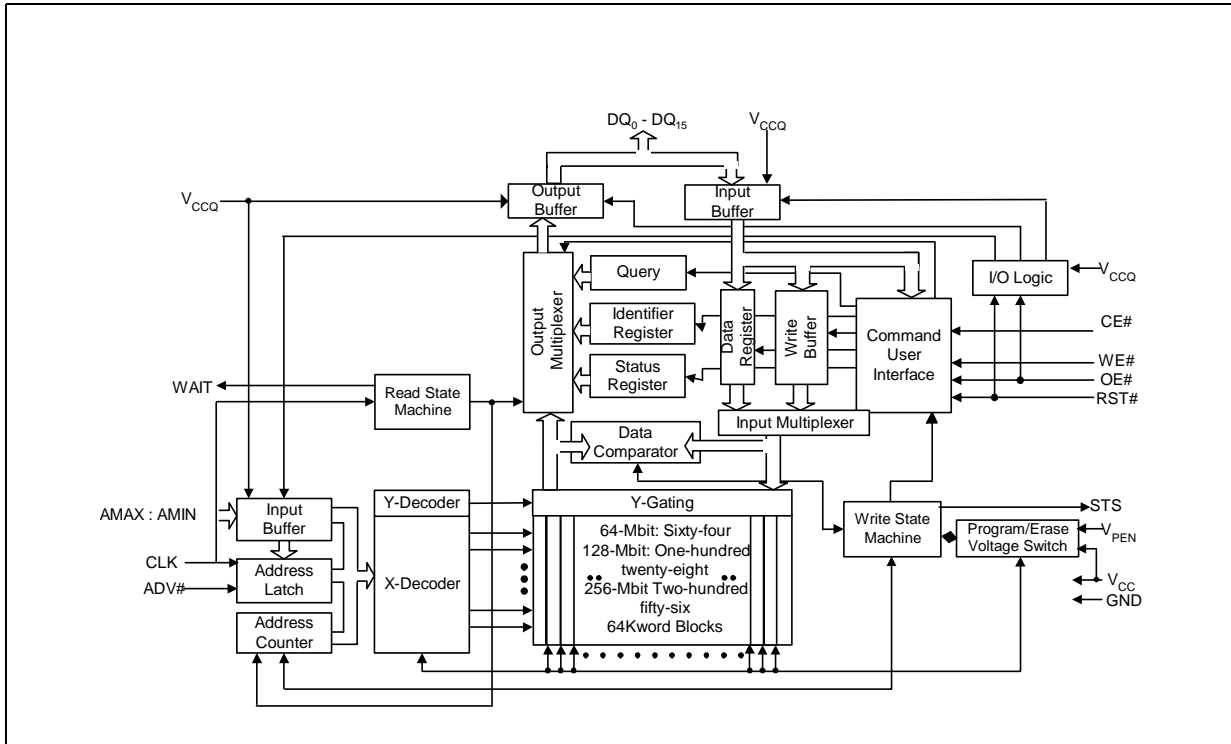 DQ0 - DQ15
VCCQ
VCCQ
Output
Buffer
Input
Buffer
Output
Multiplexer
Query
Identifier
Register
Status
Register
Data
Register
Write
Buffer
Command
User
Interface
I/O Logic
VCCQ
CE#
WE#
OE#
RST#
WAIT
Read State
Machine
Input Multiplexer
Data
Comparator
AMAX : AMIN
Input
Buffer
CLK
Address
Latch
ADV#
Address
Counter
Y-Decoder
X-Decoder
Y-Gating
64-Mbit: Sixty-four
128-Mbit: One-hundred
twenty-eight
256-Mbit Two-hundred
fifty-six
64Kword Blocks
Write State
Machine
Program/Erase
Voltage Switch
STS
VPEN
VCC
GND